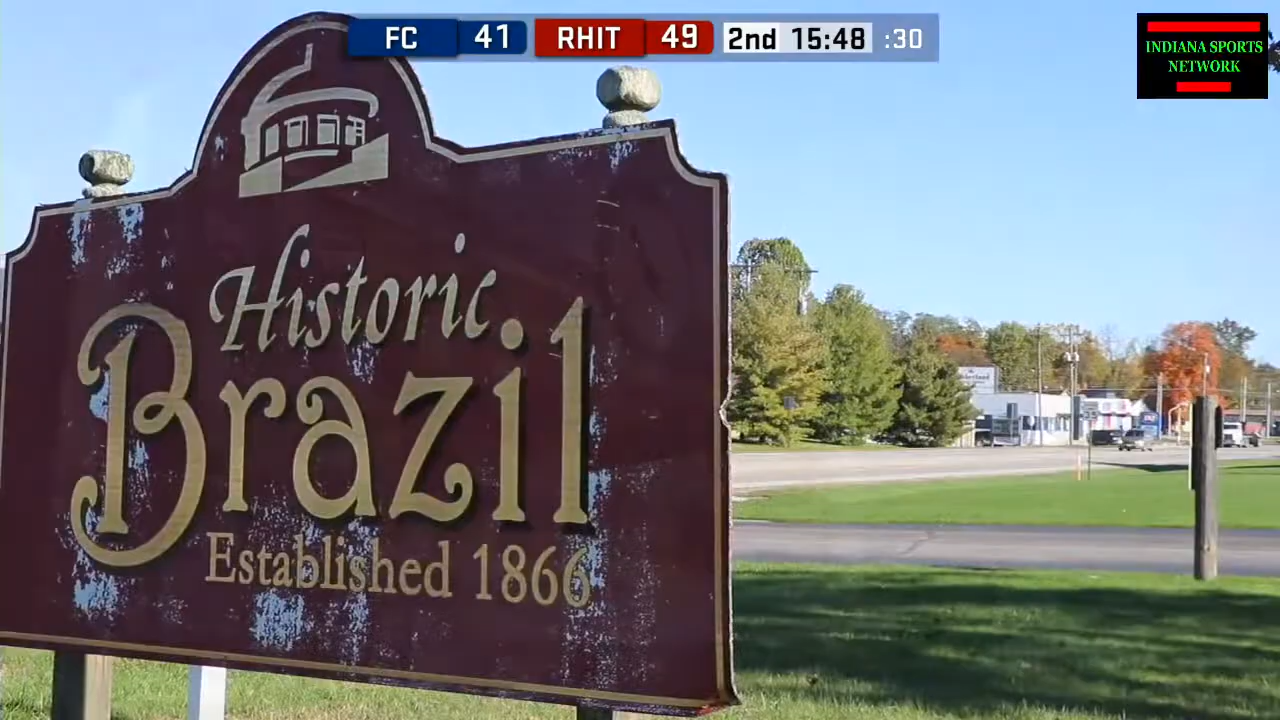 FC 41 RHIT 49 2nd 15:48 :30
INDIANA SPORTS
NETWORK
Historic
Brazil
Established 1866